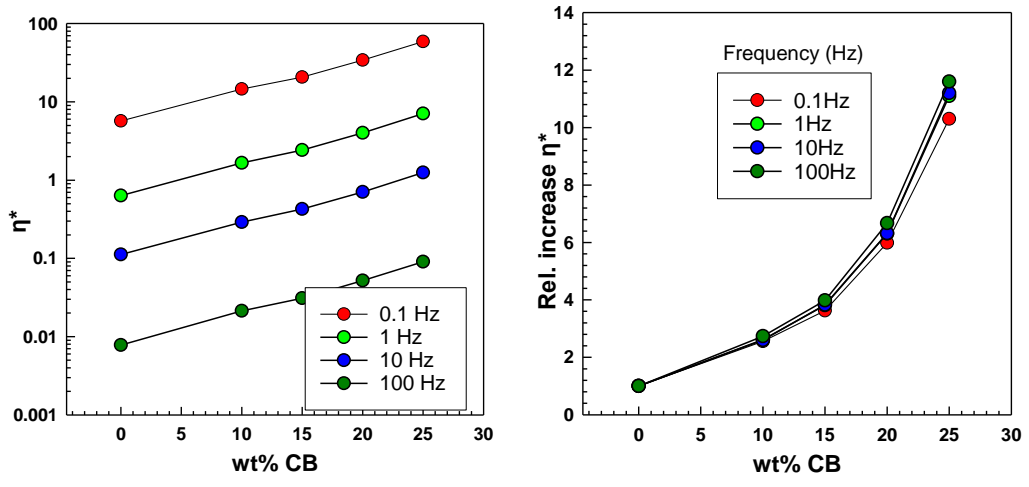 100
10
1
0.1
0.01
0.001
η*
0 5 10 15 20 25 30
wt% CB
0.1 Hz
1 Hz
10 Hz
100 Hz
14
12
10
8
6
4
2
0
Rel. increase η*
0 5 10 15 20 25 30
wt% CB
Frequency (Hz)
0.1Hz
1Hz
10Hz
100Hz